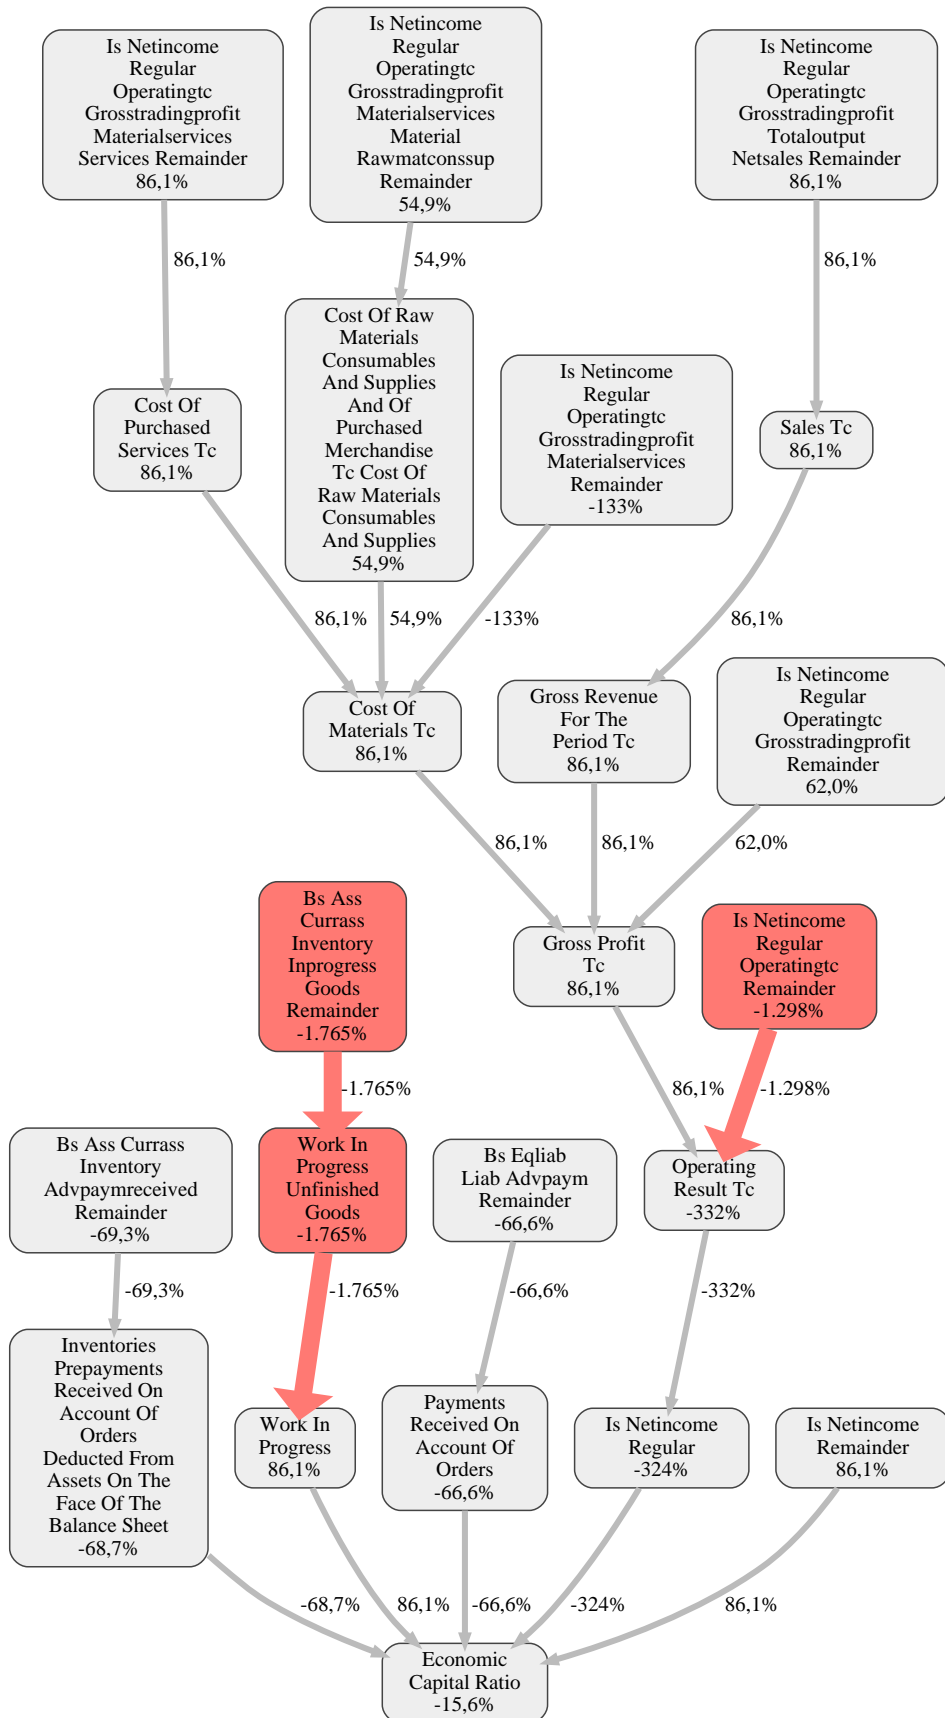 Is Netincome
Regular
Operatingtc
Grosstradingprofit
Materialservices
Services Remainder
86,1%
Is Netincome
Regular
Operatingtc
Grosstradingprofit
Materialservices
Material
Rawmatconssup
Remainder
54,9%
Is Netincome
Regular
Operatingtc
Grosstradingprofit
Totaloutput
Netsales Remainder
86,1%
86,1%
54,9%
86,1%
Cost Of
Purchased
Services Tc
86,1%
Cost Of Raw
Materials
Consumables
And Supplies
And Of
Purchased
Merchandise
Tc Cost Of
Raw Materials
Consumables
And Supplies
54,9%
Is Netincome
Regular
Operatingtc
Grosstradingprofit
Materialservices
Remainder
-133%
Sales Tc
86,1%
86,1%
54,9%
-133%
86,1%
Cost Of
Materials Tc
86,1%
Gross Revenue
For The
Period Tc
86,1%
Is Netincome
Regular
Operatingtc
Grosstradingprofit
Remainder
62,0%
86,1%
86,1%
62,0%
Bs Ass
Currass
Inventory
Inprogress
Goods
Remainder
-1.765%
Gross Profit
Tc
86,1%
Is Netincome
Regular
Operatingtc
Remainder
-1.298%
-1.765%
86,1%
-1.298%
Bs Ass Currass
Inventory
Advpaymreceived
Remainder
-69,3%
Work In
Progress
Unfinished
Goods
-1.765%
Bs Eqliab
Liab Advpaym
Remainder
-66,6%
Operating
Result Tc
-332%
-69,3%
-1.765%
-66,6%
-332%
Inventories
Prepayments
Received On
Account Of
Orders
Deducted From
Assets On The
Face Of The
Balance Sheet
-68,7%
Work In
Progress
86,1%
Payments
Received On
Account Of
Orders
-66,6%
Is Netincome
Regular
-324%
Is Netincome
Remainder
86,1%
-68,7%
86,1%
-66,6%
-324%
86,1%
Economic
Capital Ratio
-15,6%